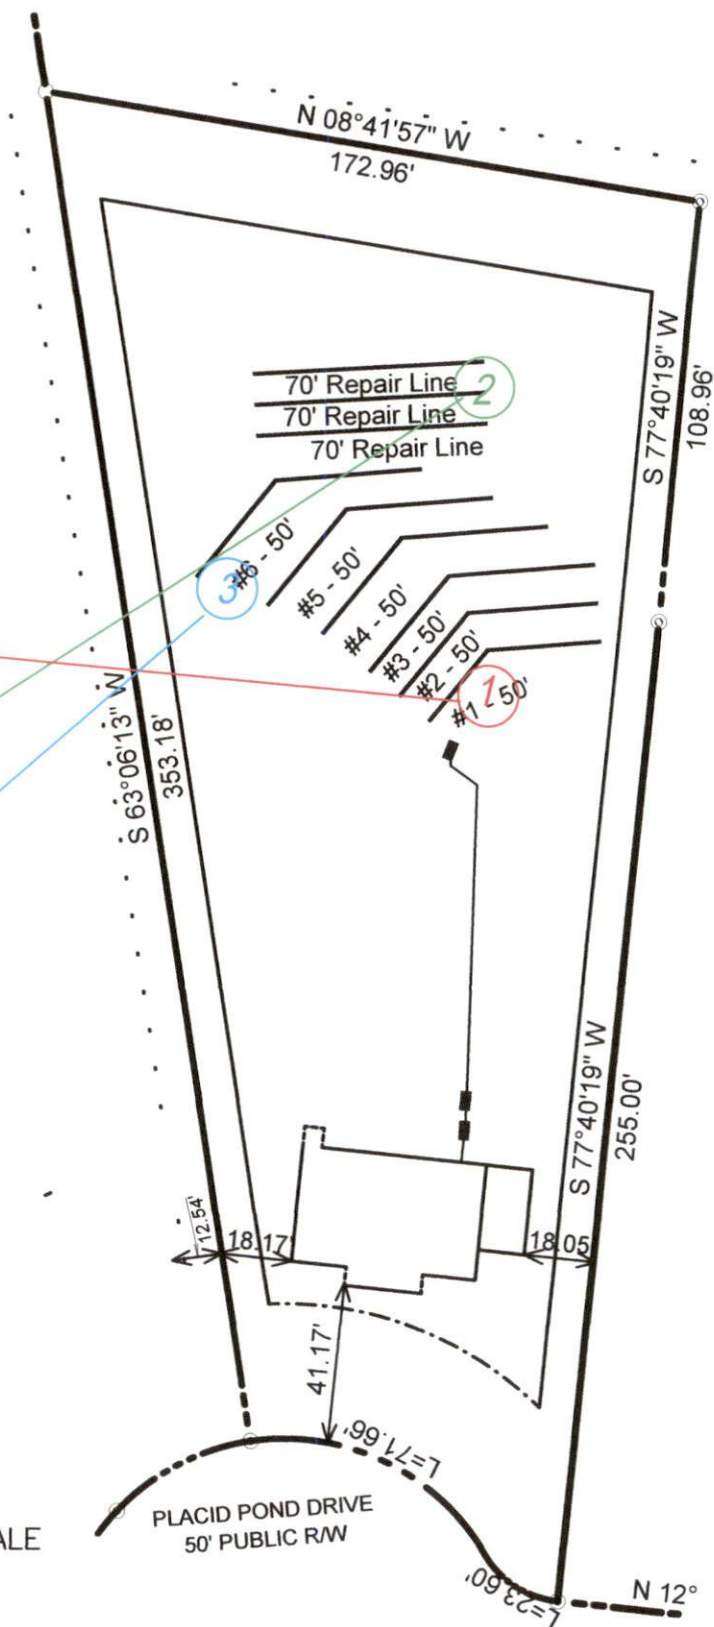 N 08°41'57" W
172.96'
S 77°40'19" W
108.96'
70' Repair Line
70' Repair Line
70' Repair Line
2
#6 - 50'
#5 - 50'
#4 - 50'
#3 - 50'
#2 - 50'
#1 - 50'
3
1
S 63°06'13" W
353.18'
S 77°40'19" W
255.00'
12.54'
18.17'
18.05
41.17'
L=71.66'
PLACID POND DRIVE
50' PUBLIC R/W
ALE
L=23.60'
N 12°